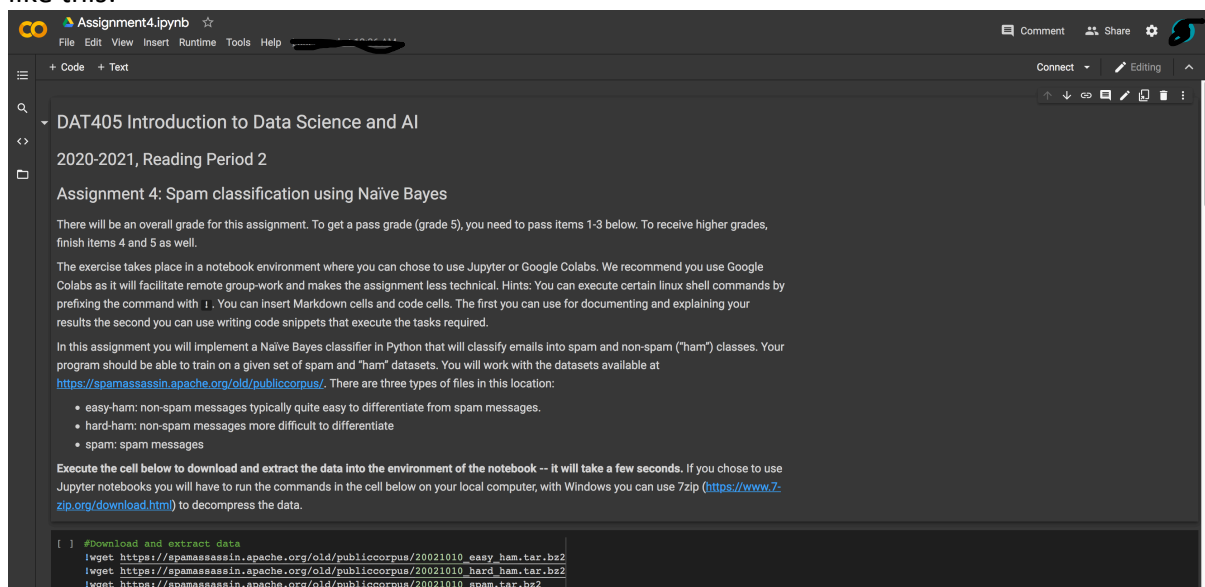 like this:
CO Assignment4.ipynb
File Edit View Insert Runtime Tools Help
Comment Share
+ Code + Text
Connect Editing
DAT405 Introduction to Data Science and AI
2020-2021, Reading Period 2
Assignment 4: Spam classification using Naïve Bayes
There will be an overall grade for this assignment. To get a pass grade (grade 5), you need to pass items 1-3 below. To receive higher grades,
finish items 4 and 5 as well.
The exercise takes place in a notebook environment where you can chose to use Jupyter or Google Colabs. We recommend you use Google
Colabs as it will facilitate remote group-work and makes the assignment less technical. Hints: You can execute certain linux shell commands by
prefixing the command with !. You can insert Markdown cells and code cells. The first you can use for documenting and explaining your
results the second you can use writing code snippets that execute the tasks required.
In this assignment you will implement a Naïve Bayes classifier in Python that will classify emails into spam and non-spam (“ham”) classes. Your
program should be able to train on a given set of spam and “ham” datasets. You will work with the datasets available at
https://spamassassin.apache.org/old/publiccorpus/. There are three types of files in this location:
• easy-ham: non-spam messages typically quite easy to differentiate from spam messages.
• hard-ham: non-spam messages more difficult to differentiate
• spam: spam messages
Execute the cell below to download and extract the data into the environment of the notebook -- it will take a few seconds. If you chose to use
Jupyter notebooks you will have to run the commands in the cell below on your local computer, with Windows you can use 7zip (https://www.7-
zip.org/download.html) to decompress the data.
[ ] #Download and extract data
!wget https://spamassassin.apache.org/old/publiccorpus/20021010_easy_ham.tar.bz2
!wget https://spamassassin.apache.org/old/publiccorpus/20021010_hard_ham.tar.bz2
!wget https://spamassassin.apache.org/old/publiccorpus/20021010_spam.tar.bz2